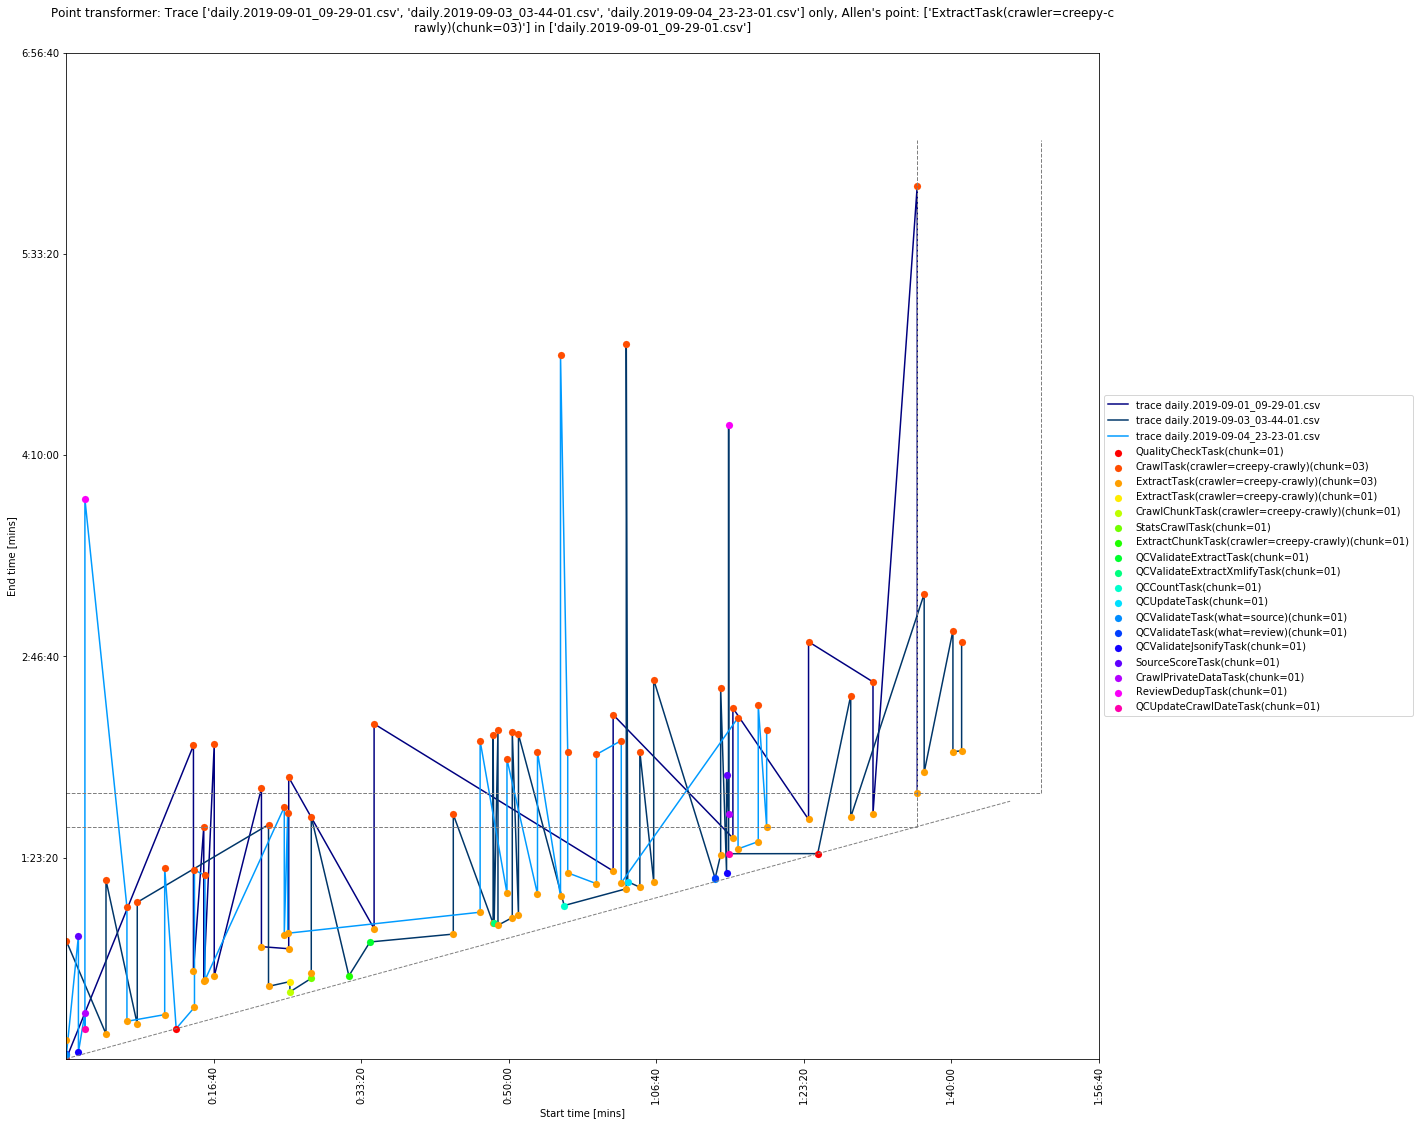 Point transformer: Trace ['daily.2019-09-01_09-29-01.csv', 'daily.2019-09-03_03-44-01.csv', 'daily.2019-09-04_23-23-01.csv'] only, Allen's point: ['ExtractTask(crawler=creepy-c
rawly)(chunk=03)'] in ['daily.2019-09-01_09-29-01.csv']
6:56:40
5:33:20
4:10:00
2:46:40
1:23:20
End time [mins]
trace daily.2019-09-01_09-29-01.csv
trace daily.2019-09-03_03-44-01.csv
trace daily.2019-09-04_23-23-01.csv
QualityCheckTask(chunk=01)
CrawlTask(crawler=creepy-crawly)(chunk=03)
ExtractTask(crawler=creepy-crawly)(chunk=03)
ExtractTask(crawler=creepy-crawly)(chunk=01)
CrawlChunkTask(crawler=creepy-crawly)(chunk=01)
StatsCrawlTask(chunk=01)
ExtractChunkTask(crawler=creepy-crawly)(chunk=01)
QCValidateExtractTask(chunk=01)
QCValidateExtractXmlifyTask(chunk=01)
QCCountTask(chunk=01)
QCUpdateTask(chunk=01)
QCValidateTask(what=source)(chunk=01)
QCValidateTask(what=review)(chunk=01)
QCValidateJsonifyTask(chunk=01)
SourceScoreTask(chunk=01)
CrawlPrivateDataTask(chunk=01)
ReviewDedupTask(chunk=01)
QCUpdateCrawlDateTask(chunk=01)
0:16:40
0:33:20
0:50:00
1:06:40
1:23:20
1:40:00
1:56:40
Start time [mins]